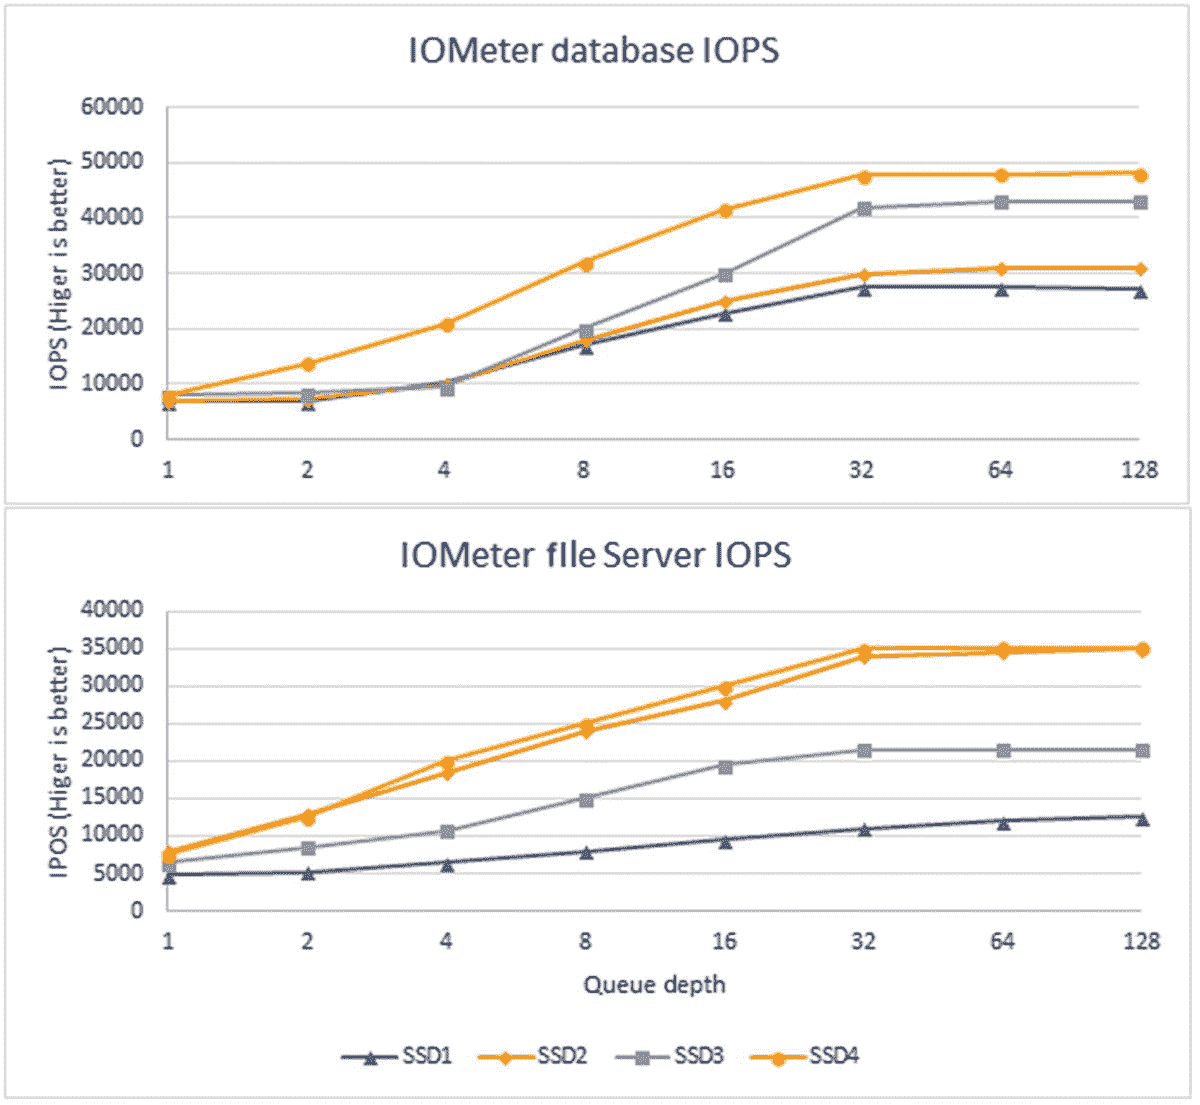 IOMeter database IOPS
60000
50000
40000
30000
20000
10000
0
IOPS (Higer is better)
1 2 4 8 16 32 64 128
IOMeter fIle Server IOPS
40000
35000
30000
25000
20000
15000
10000
5000
0
IPOS (Higer is better)
1 2 4 8 16 32 64 128
Queue depth
SSD1 SSD2 SSD3 SSD4